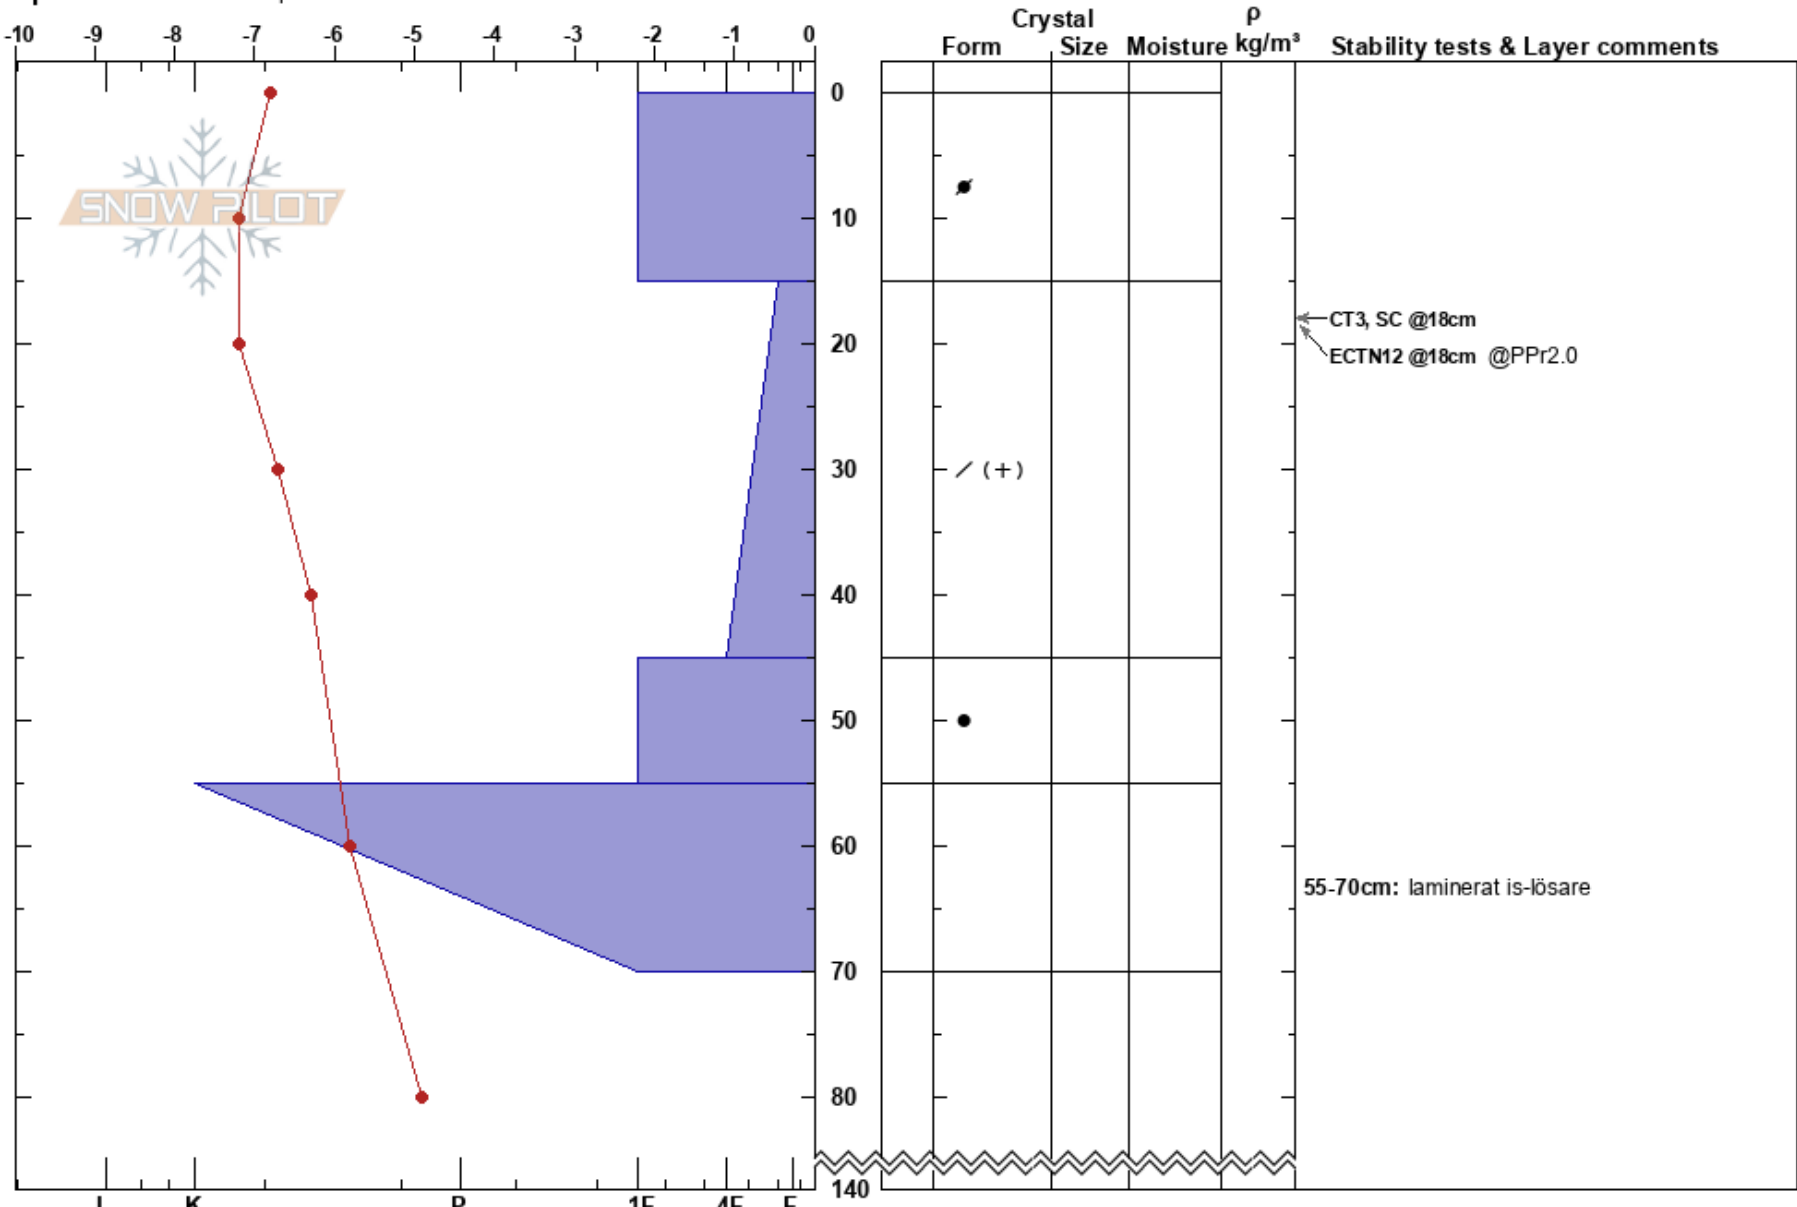 Crystal ρ
-10 -9 -8 -7 -6 -5 -4 -3 -2 -1 0 Form Size Moisture kg/m³ Stability tests & Layer comments
0
SNOW PILOT
10
CT3, SC @18cm
20
ECTN12 @18cm @PPr2.0
30 (+)
40
50
60
55-70cm: laminerat is-lösare
70
80
140
I K P 1F 4F F